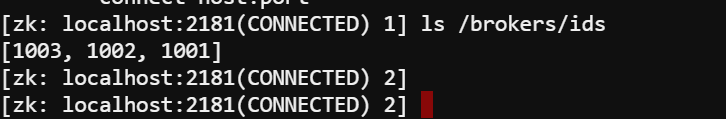 connect host:port
[zk: localhost:2181(CONNECTED) 1] ls /brokers/ids
[1003, 1002, 1001]
[zk: localhost:2181(CONNECTED) 2]
[zk: localhost:2181(CONNECTED) 2]